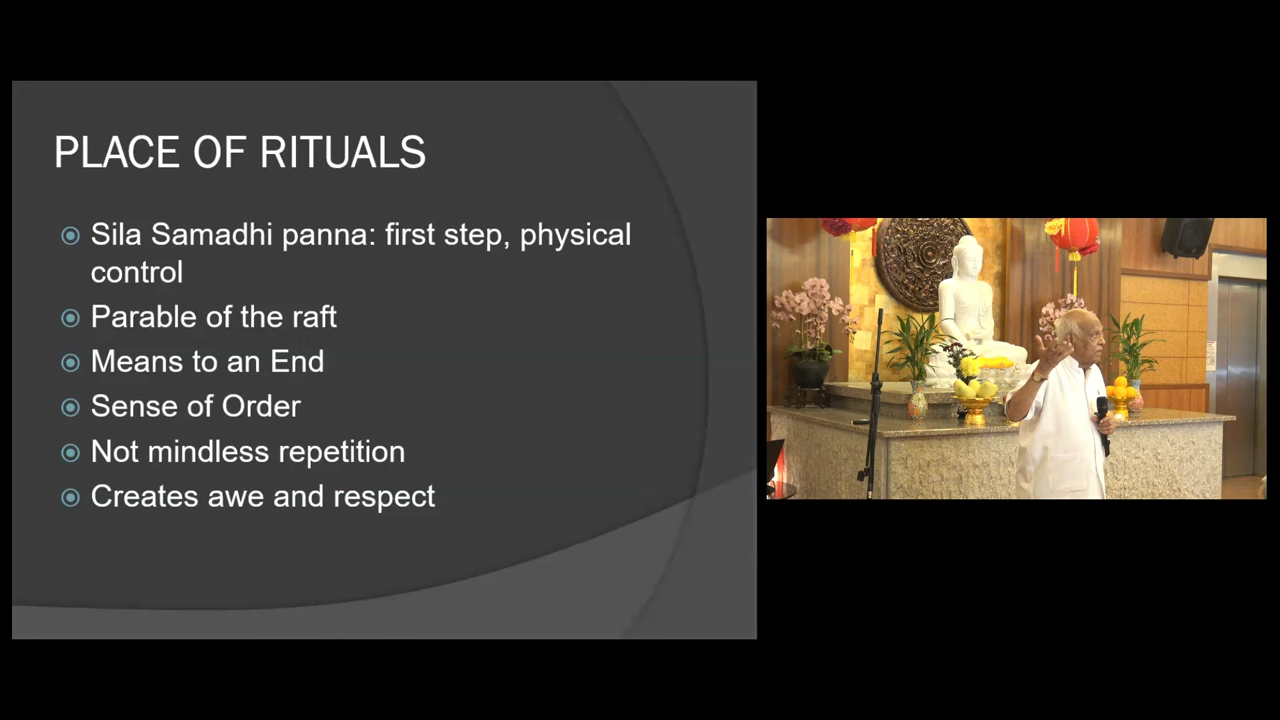 PLACE OF RITUALS
Sila Samadhi panna: first step, physical
control
Parable of the raft
Means to an End
Sense of Order
Not mindless repetition
Creates awe and respect